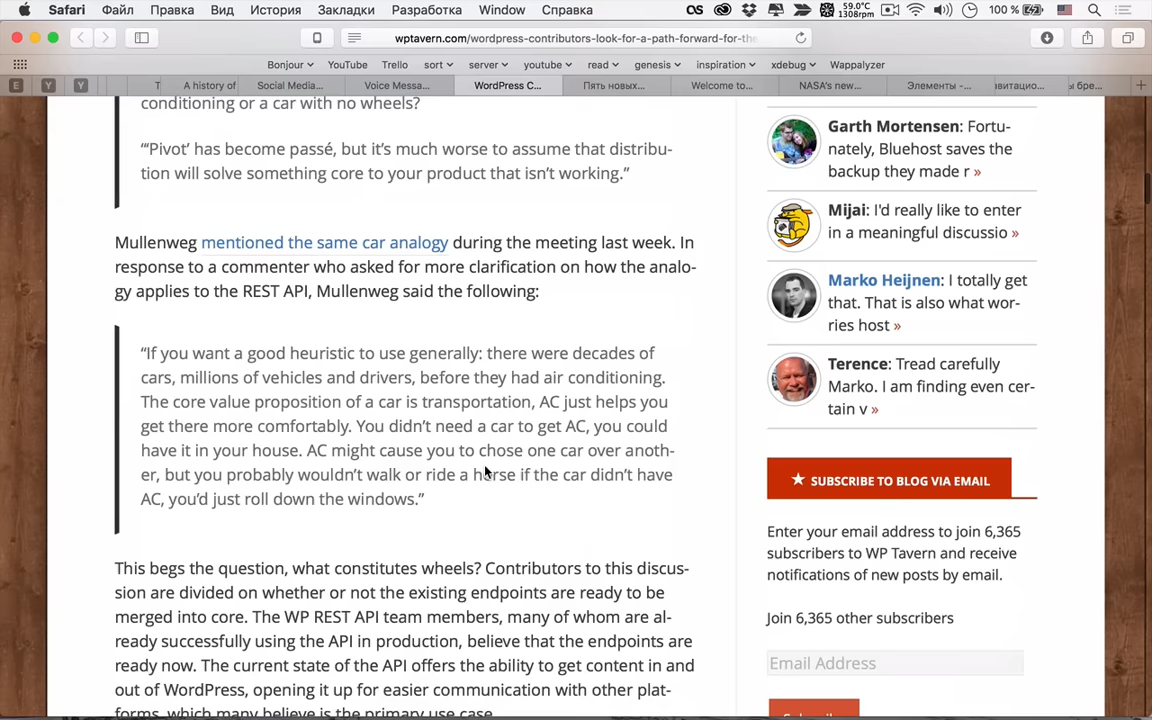 Safari Файл Правка Вид История Закладки Разработка Window Справка
59.0°C
1308rpm
100 %
wptavern.com/wordpress-contributors-look-for-a-path-forward-for-the-
Bonjour YouTube Trello sort server youtube read genesis inspiration xdebug Wappalyzer
E Y Y T A history of Social Media... Voice Messa... WordPress C... Пять новых... Welcome to... NASA's new... Элементы -... авитацио... ы бре...
conditioning or a car with no wheels?
“‘Pivot’ has become passé, but it’s much worse to assume that distribu-
tion will solve something core to your product that isn’t working.”
Mullenweg mentioned the same car analogy during the meeting last week. In
response to a commenter who asked for more clarification on how the analo-
gy applies to the REST API, Mullenweg said the following:
“If you want a good heuristic to use generally: there were decades of
cars, millions of vehicles and drivers, before they had air conditioning.
The core value proposition of a car is transportation, AC just helps you
get there more comfortably. You didn’t need a car to get AC, you could
have it in your house. AC might cause you to chose one car over anoth-
er, but you probably wouldn’t walk or ride a horse if the car didn’t have
AC, you’d just roll down the windows.”
This begs the question, what constitutes wheels? Contributors to this discus-
sion are divided on whether or not the existing endpoints are ready to be
merged into core. The WP REST API team members, many of whom are al-
ready successfully using the API in production, believe that the endpoints are
ready now. The current state of the API offers the ability to get content in and
out of WordPress, opening it up for easier communication with other plat-
forms, which many believe is the primary use case.
Garth Mortensen: Fortu-
nately, Bluehost saves the
backup they made r »
Mijai: I'd really like to enter
in a meaningful discussio »
Marko Heijnen: I totally get
that. That is also what wor-
ries host »
Terence: Tread carefully
Marko. I am finding even cer-
tain v »
★ SUBSCRIBE TO BLOG VIA EMAIL
Enter your email address to join 6,365
subscribers to WP Tavern and receive
notifications of new posts by email.
Join 6,365 other subscribers
Email Address